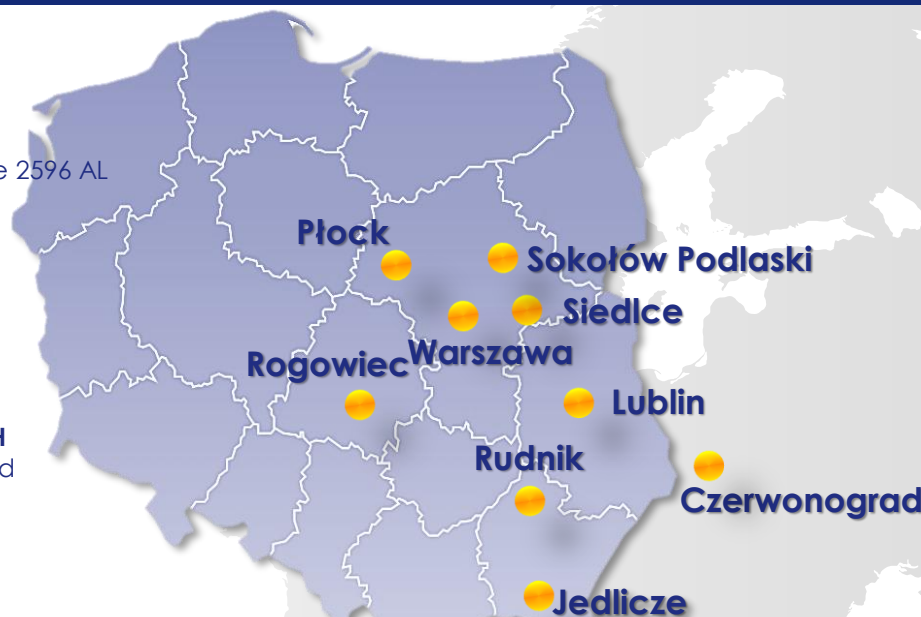 e 2596 AL
Płock
Sokołów Podlaski
Siedlce
Warszawa
Rogowiec
Lublin
H
d
Rudnik
Czerwonograd
Jedlicze